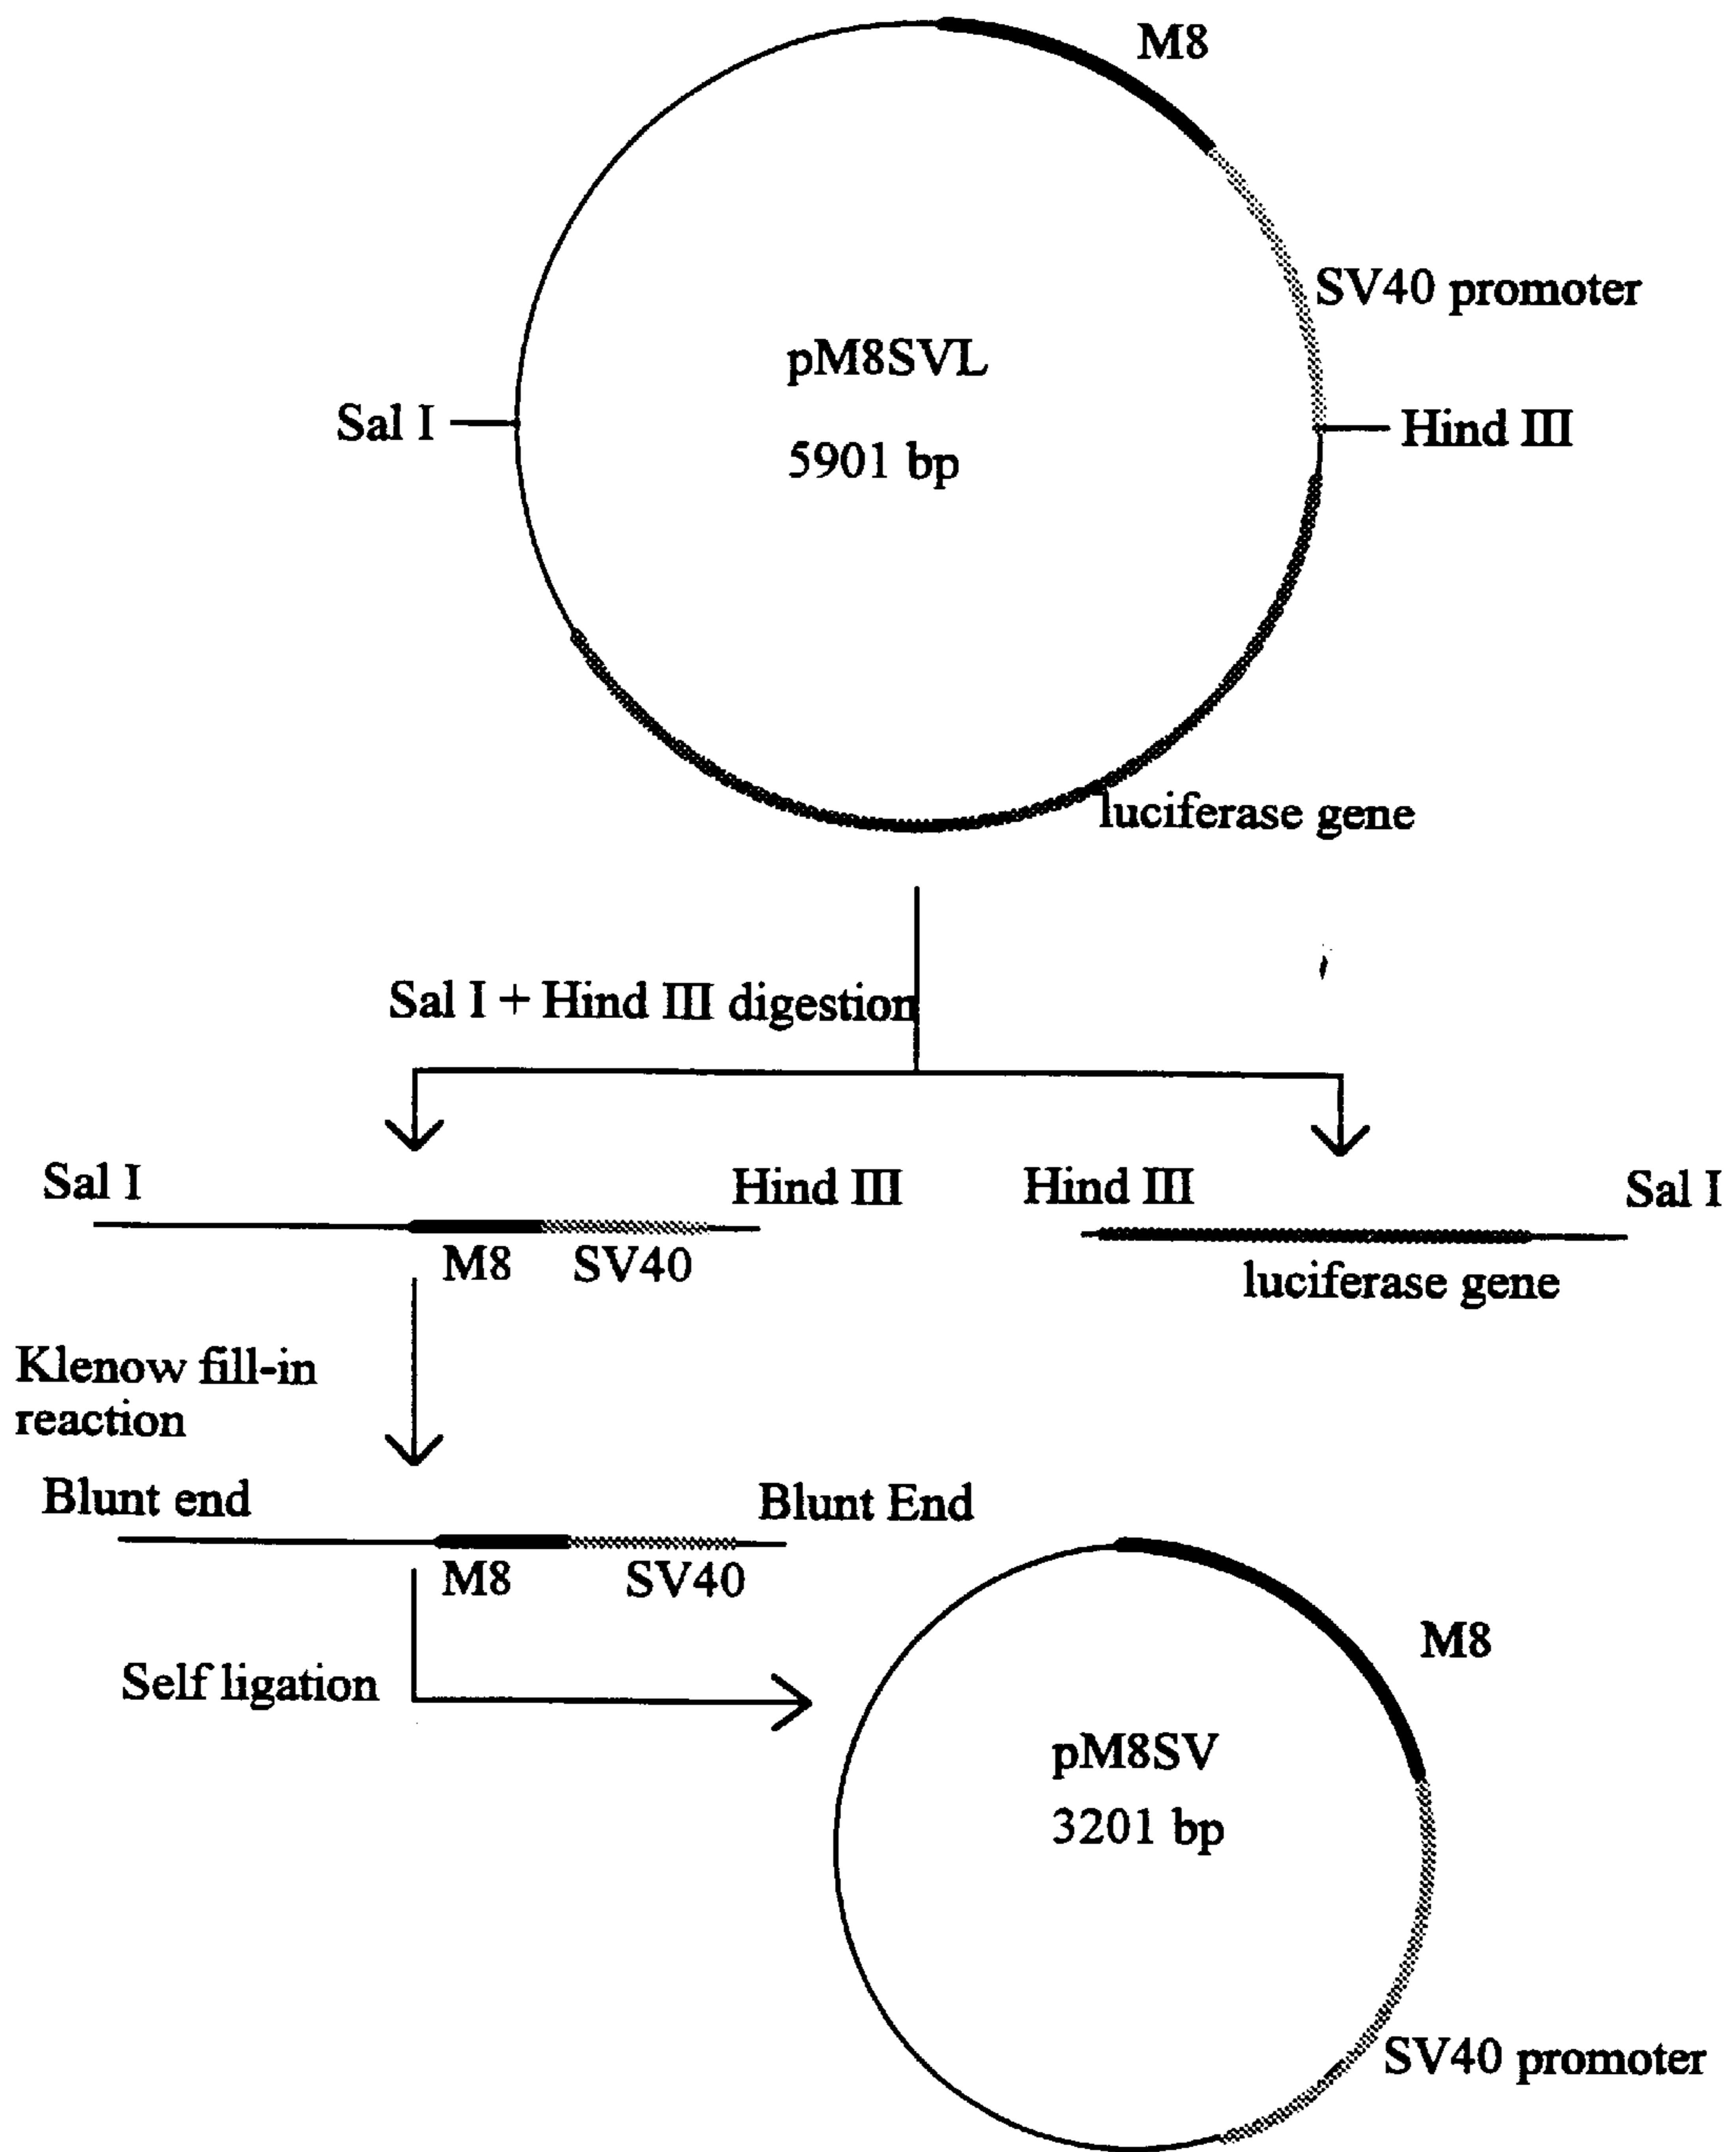 M8
SV40 promoter
pM8SVL
Sal I
Hind III
5901 bp
luciferase gene
Sal I + Hind III digestion
Sal I
Hind III
Hind III
Sal I
M8
SV40
luciferase gene
Klenow fill-in
reaction
Blunt end
Blunt End
M8
SV40
M8
Self ligation
pM8SV
3201 bp
SV40 promoter